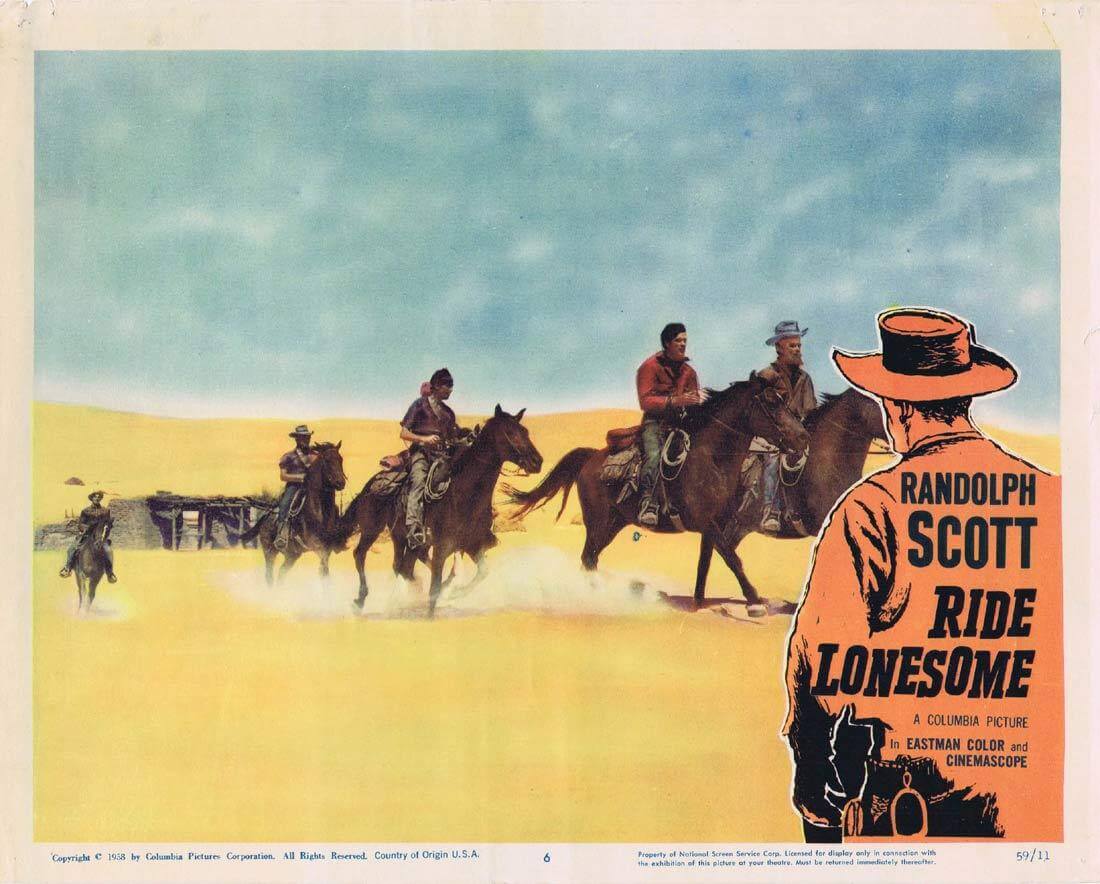 RANDOLPH
SCOTT
RIDE
LONESOME
A COLUMBIA PICTURE
In EASTMAN COLOR and
CINEMASCOPE
Copyright © 1958 by Columbia Pictures Corporation. All Rights Reserved. Country of Origin U.S.A.
6
Property of National Screen Service Corp. Licensed for display only in connection with
the exhibition of this picture at your theatre. Must be returned immediately thereafter.
59/11